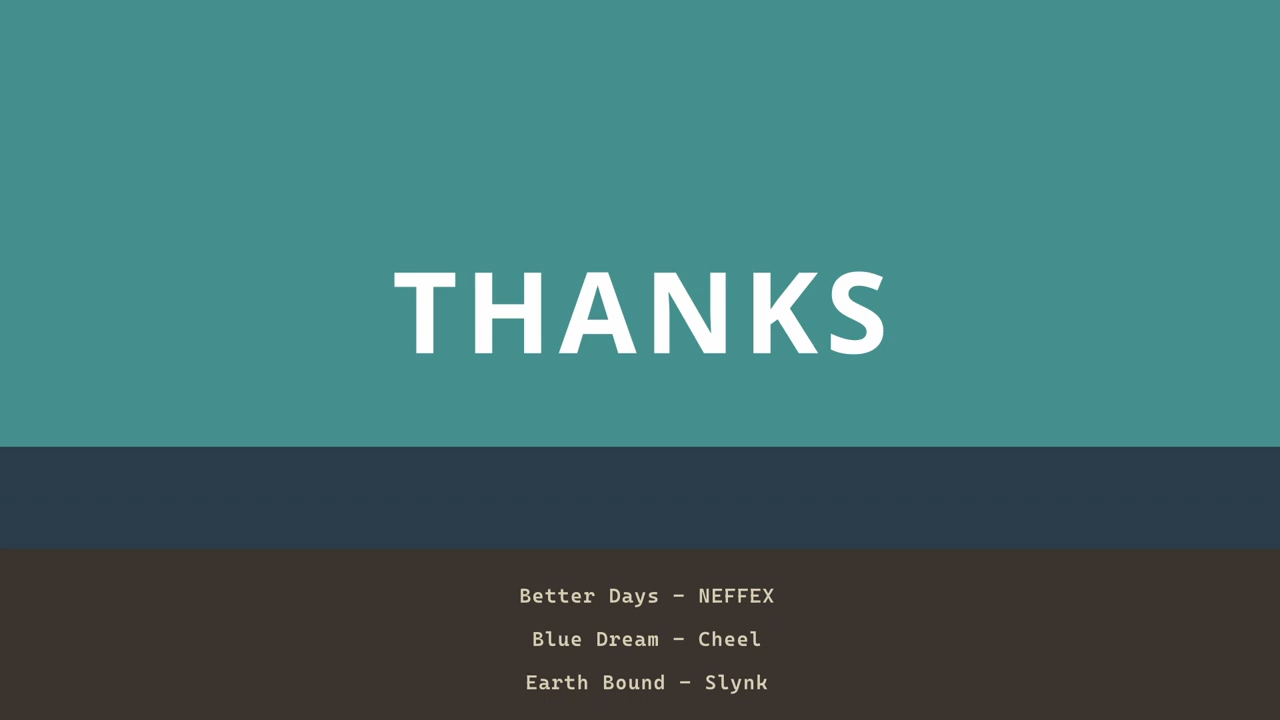 THANKS
Better Days – NEFFEX
Blue Dream – Cheel
Earth Bound – Slynk